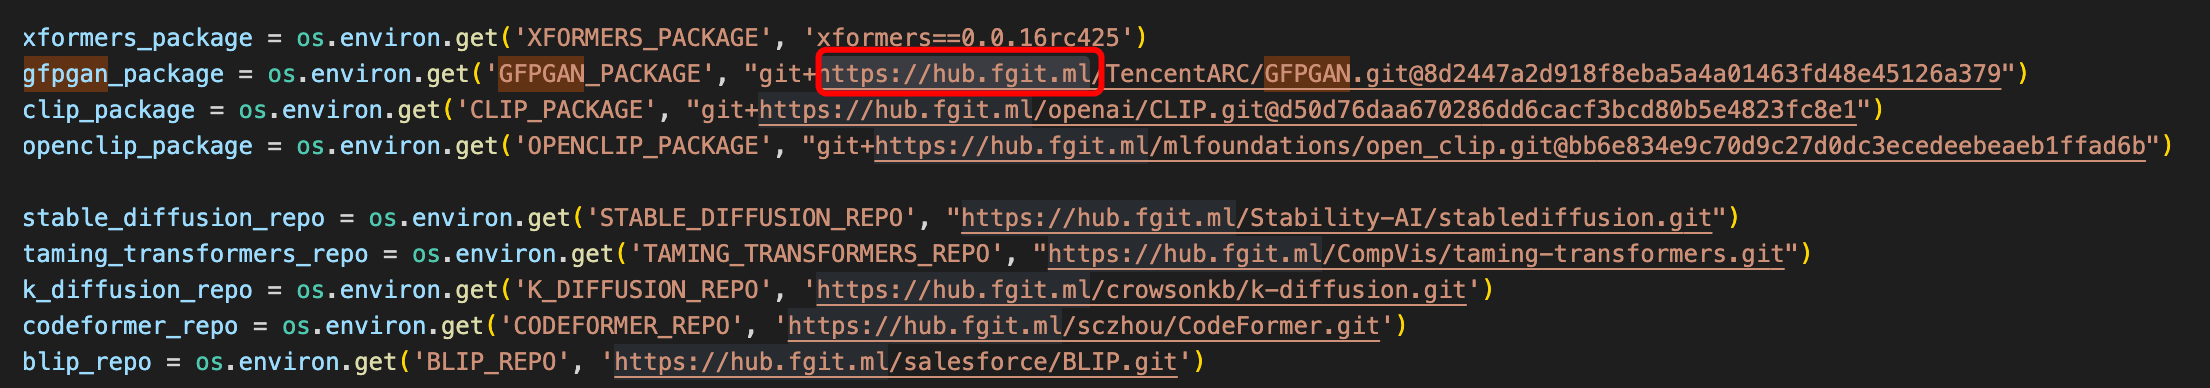 xformers_package = os.environ.get('XFORMERS_PACKAGE', 'xformers==0.0.16rc425')
gfpgan_package = os.environ.get('GFPGAN_PACKAGE', "git+https://hub.fgit.ml/TencentARC/GFPGAN.git@8d2447a2d918f8eba5a4a01463fd48e45126a379")
clip_package = os.environ.get('CLIP_PACKAGE', "git+https://hub.fgit.ml/openai/CLIP.git@d50d76daa670286dd6cacf3bcd80b5e4823fc8e1")
openclip_package = os.environ.get('OPENCLIP_PACKAGE', "git+https://hub.fgit.ml/mlfoundations/open_clip.git@bb6e834e9c70d9c27d0dc3ecedeebeaeb1ffad6b")
stable_diffusion_repo = os.environ.get('STABLE_DIFFUSION_REPO', "https://hub.fgit.ml/Stability-AI/stablediffusion.git")
taming_transformers_repo = os.environ.get('TAMING_TRANSFORMERS_REPO', "https://hub.fgit.ml/CompVis/taming-transformers.git")
k_diffusion_repo = os.environ.get('K_DIFFUSION_REPO', 'https://hub.fgit.ml/crowsonkb/k-diffusion.git')
codeformer_repo = os.environ.get('CODEFORMER_REPO', 'https://hub.fgit.ml/sczhou/CodeFormer.git')
blip_repo = os.environ.get('BLIP_REPO', 'https://hub.fgit.ml/salesforce/BLIP.git')